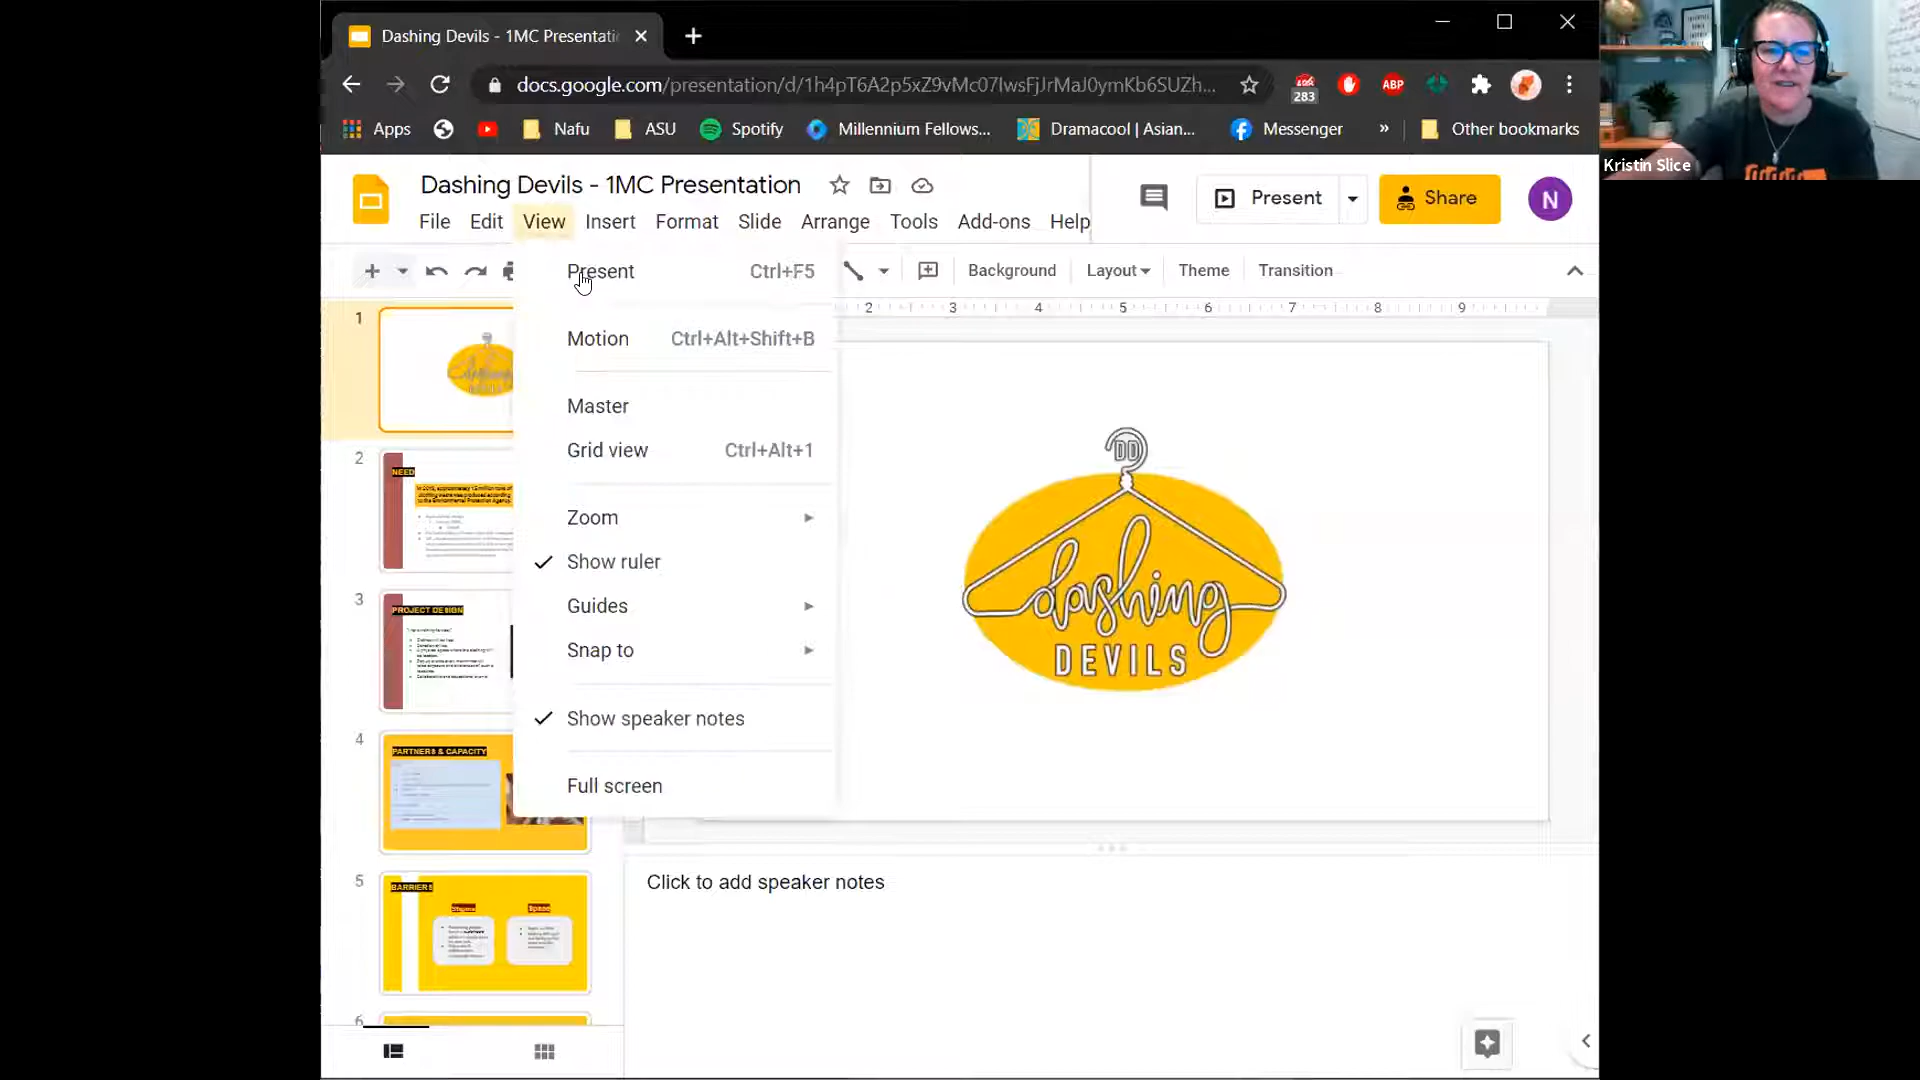 Dashing Devils - 1MC Presentati
docs.google.com/presentation/d/1h4pT6A2p5xZ9vMc07IwsFjJrMaJ0ymKb6SUZh...
283
ABP
Apps
Nafu
ASU
Spotify
Millennium Fellows...
Dramacool | Asian...
Messenger
»
Other bookmarks
Kristin Slice
Dashing Devils - 1MC Presentation
Present
Share
N
File Edit View Insert Format Slide Arrange Tools Add-ons Help
Background
Layout
Theme
Transition
2 3 4 5 6 7 8 9
Present Ctrl+F5
Motion Ctrl+Alt+Shift+B
Master
Grid view Ctrl+Alt+1
Zoom
Show ruler
Guides
Snap to
Show speaker notes
Full screen
1
2
NEED
3
PROJECT DESIGN
4
PARTNERS & CAPACITY
5
BARRIERS
6
DD
dashing
DEVILS
Click to add speaker notes